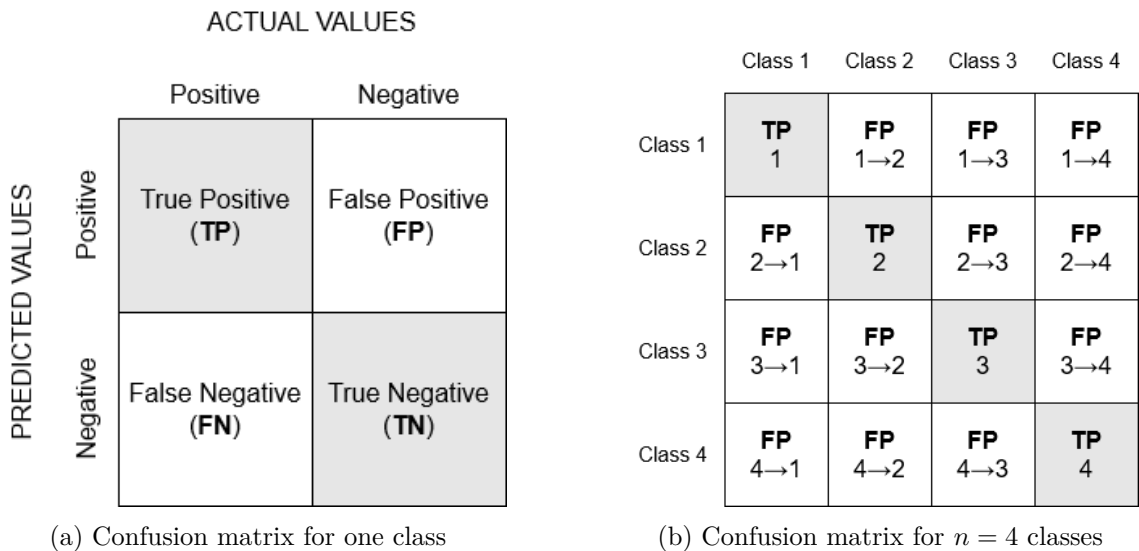 ACTUAL VALUES
Positive Negative
PREDICTED VALUES
Positive
Negative
True Positive
(TP)
False Positive
(FP)
False Negative
(FN)
True Negative
(TN)
(a) Confusion matrix for one class
Class 1 Class 2 Class 3 Class 4
Class 1
TP FP FP FP
1 1→2 1→3 1→4
Class 2
FP TP FP FP
2→1 2 2→3 2→4
Class 3
FP FP TP FP
3→1 3→2 3 3→4
Class 4
FP FP FP TP
4→1 4→2 4→3 4
(b) Confusion matrix for n = 4 classes